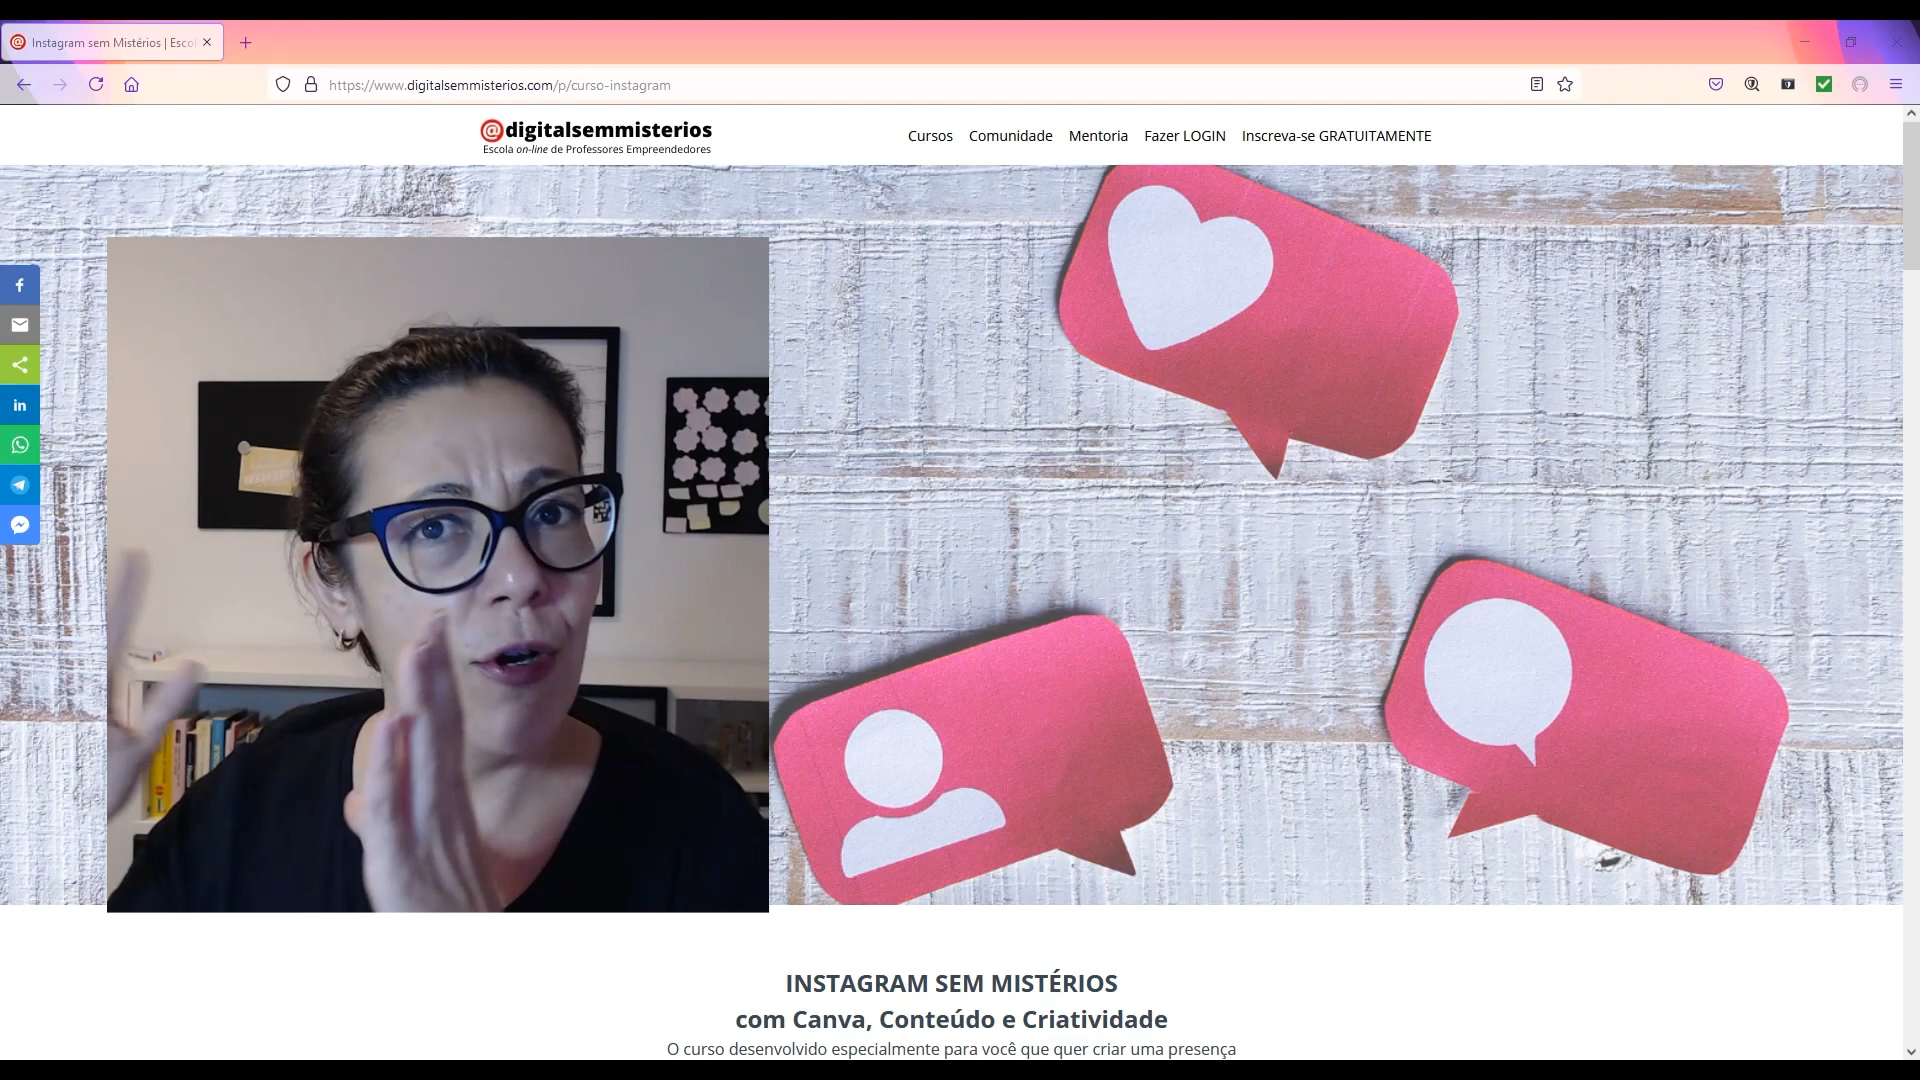 Instagram sem Mistérios | Esco
https://www.digitalsemmisterios.com/p/curso-instagram
@digitalsemmisterios
Escola on-line de Professores Empreendedores
Cursos Comunidade Mentoria Fazer LOGIN Inscreva-se GRATUITAMENTE
in
INSTAGRAM SEM MISTÉRIOS
com Canva, Conteúdo e Criatividade
O curso desenvolvido especialmente para você que quer criar uma presença